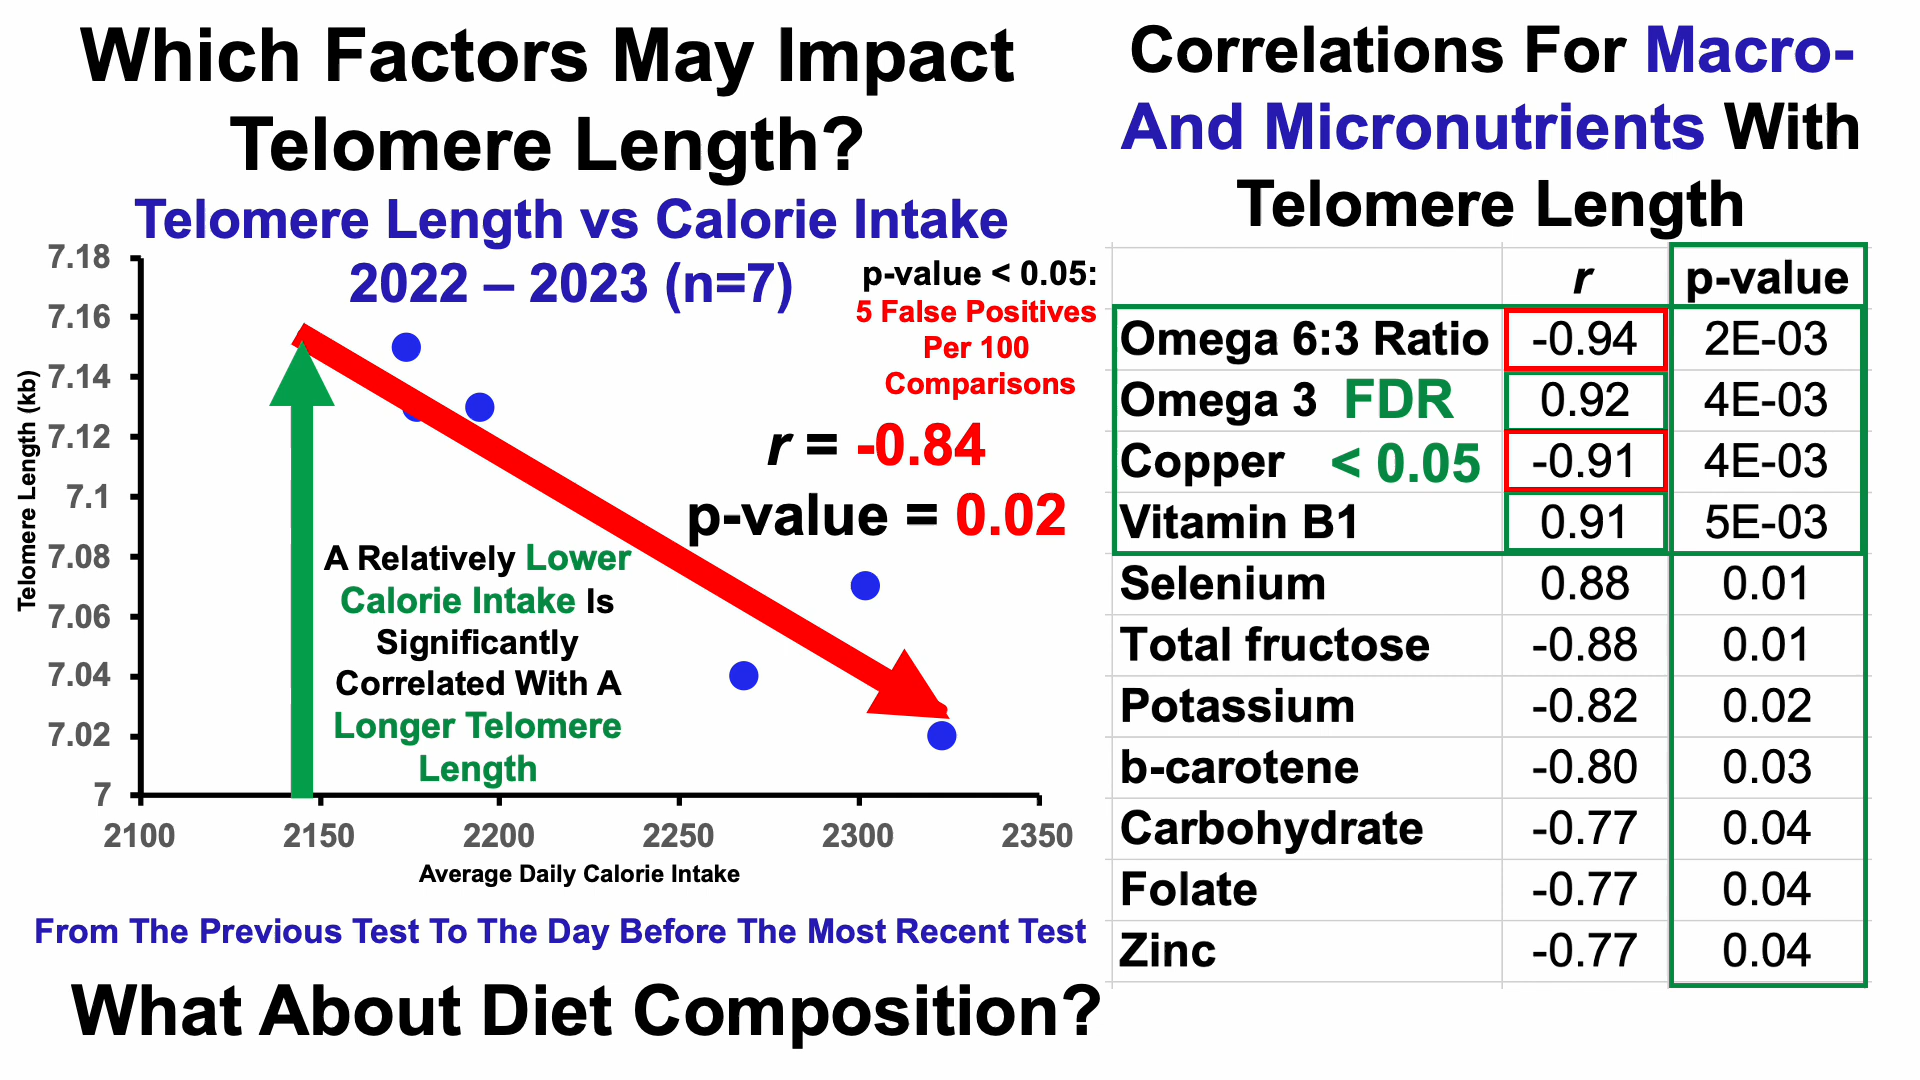 Which Factors May Impact
Telomere Length?
Telomere Length vs Calorie Intake
2022 – 2023 (n=7)
p-value < 0.05:
5 False Positives
Per 100
Comparisons
r = -0.84
p-value = 0.02
A Relatively Lower
Calorie Intake Is
Significantly
Correlated With A
Longer Telomere
Length
Telomere Length (kb)
7.18
7.16
7.14
7.12
7.1
7.08
7.06
7.04
7.02
7
2100 2150 2200 2250 2300 2350
Average Daily Calorie Intake
From The Previous Test To The Day Before The Most Recent Test
What About Diet Composition?
Correlations For Macro-
And Micronutrients With
Telomere Length
r p-value
Omega 6:3 Ratio -0.94 2E-03
Omega 3 FDR 0.92 4E-03
Copper < 0.05 -0.91 4E-03
Vitamin B1 0.91 5E-03
Selenium 0.88 0.01
Total fructose -0.88 0.01
Potassium -0.82 0.02
b-carotene -0.80 0.03
Carbohydrate -0.77 0.04
Folate -0.77 0.04
Zinc -0.77 0.04